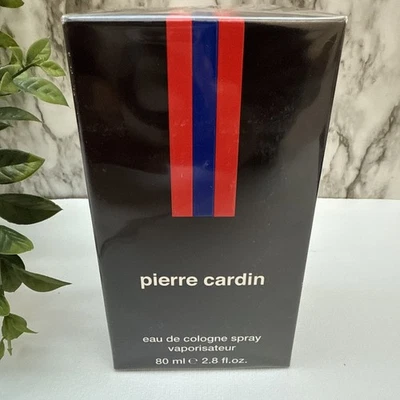 pierre cardin
eau de cologne spray
vaporisateur
80 ml ℮ 2.8 fl.oz.